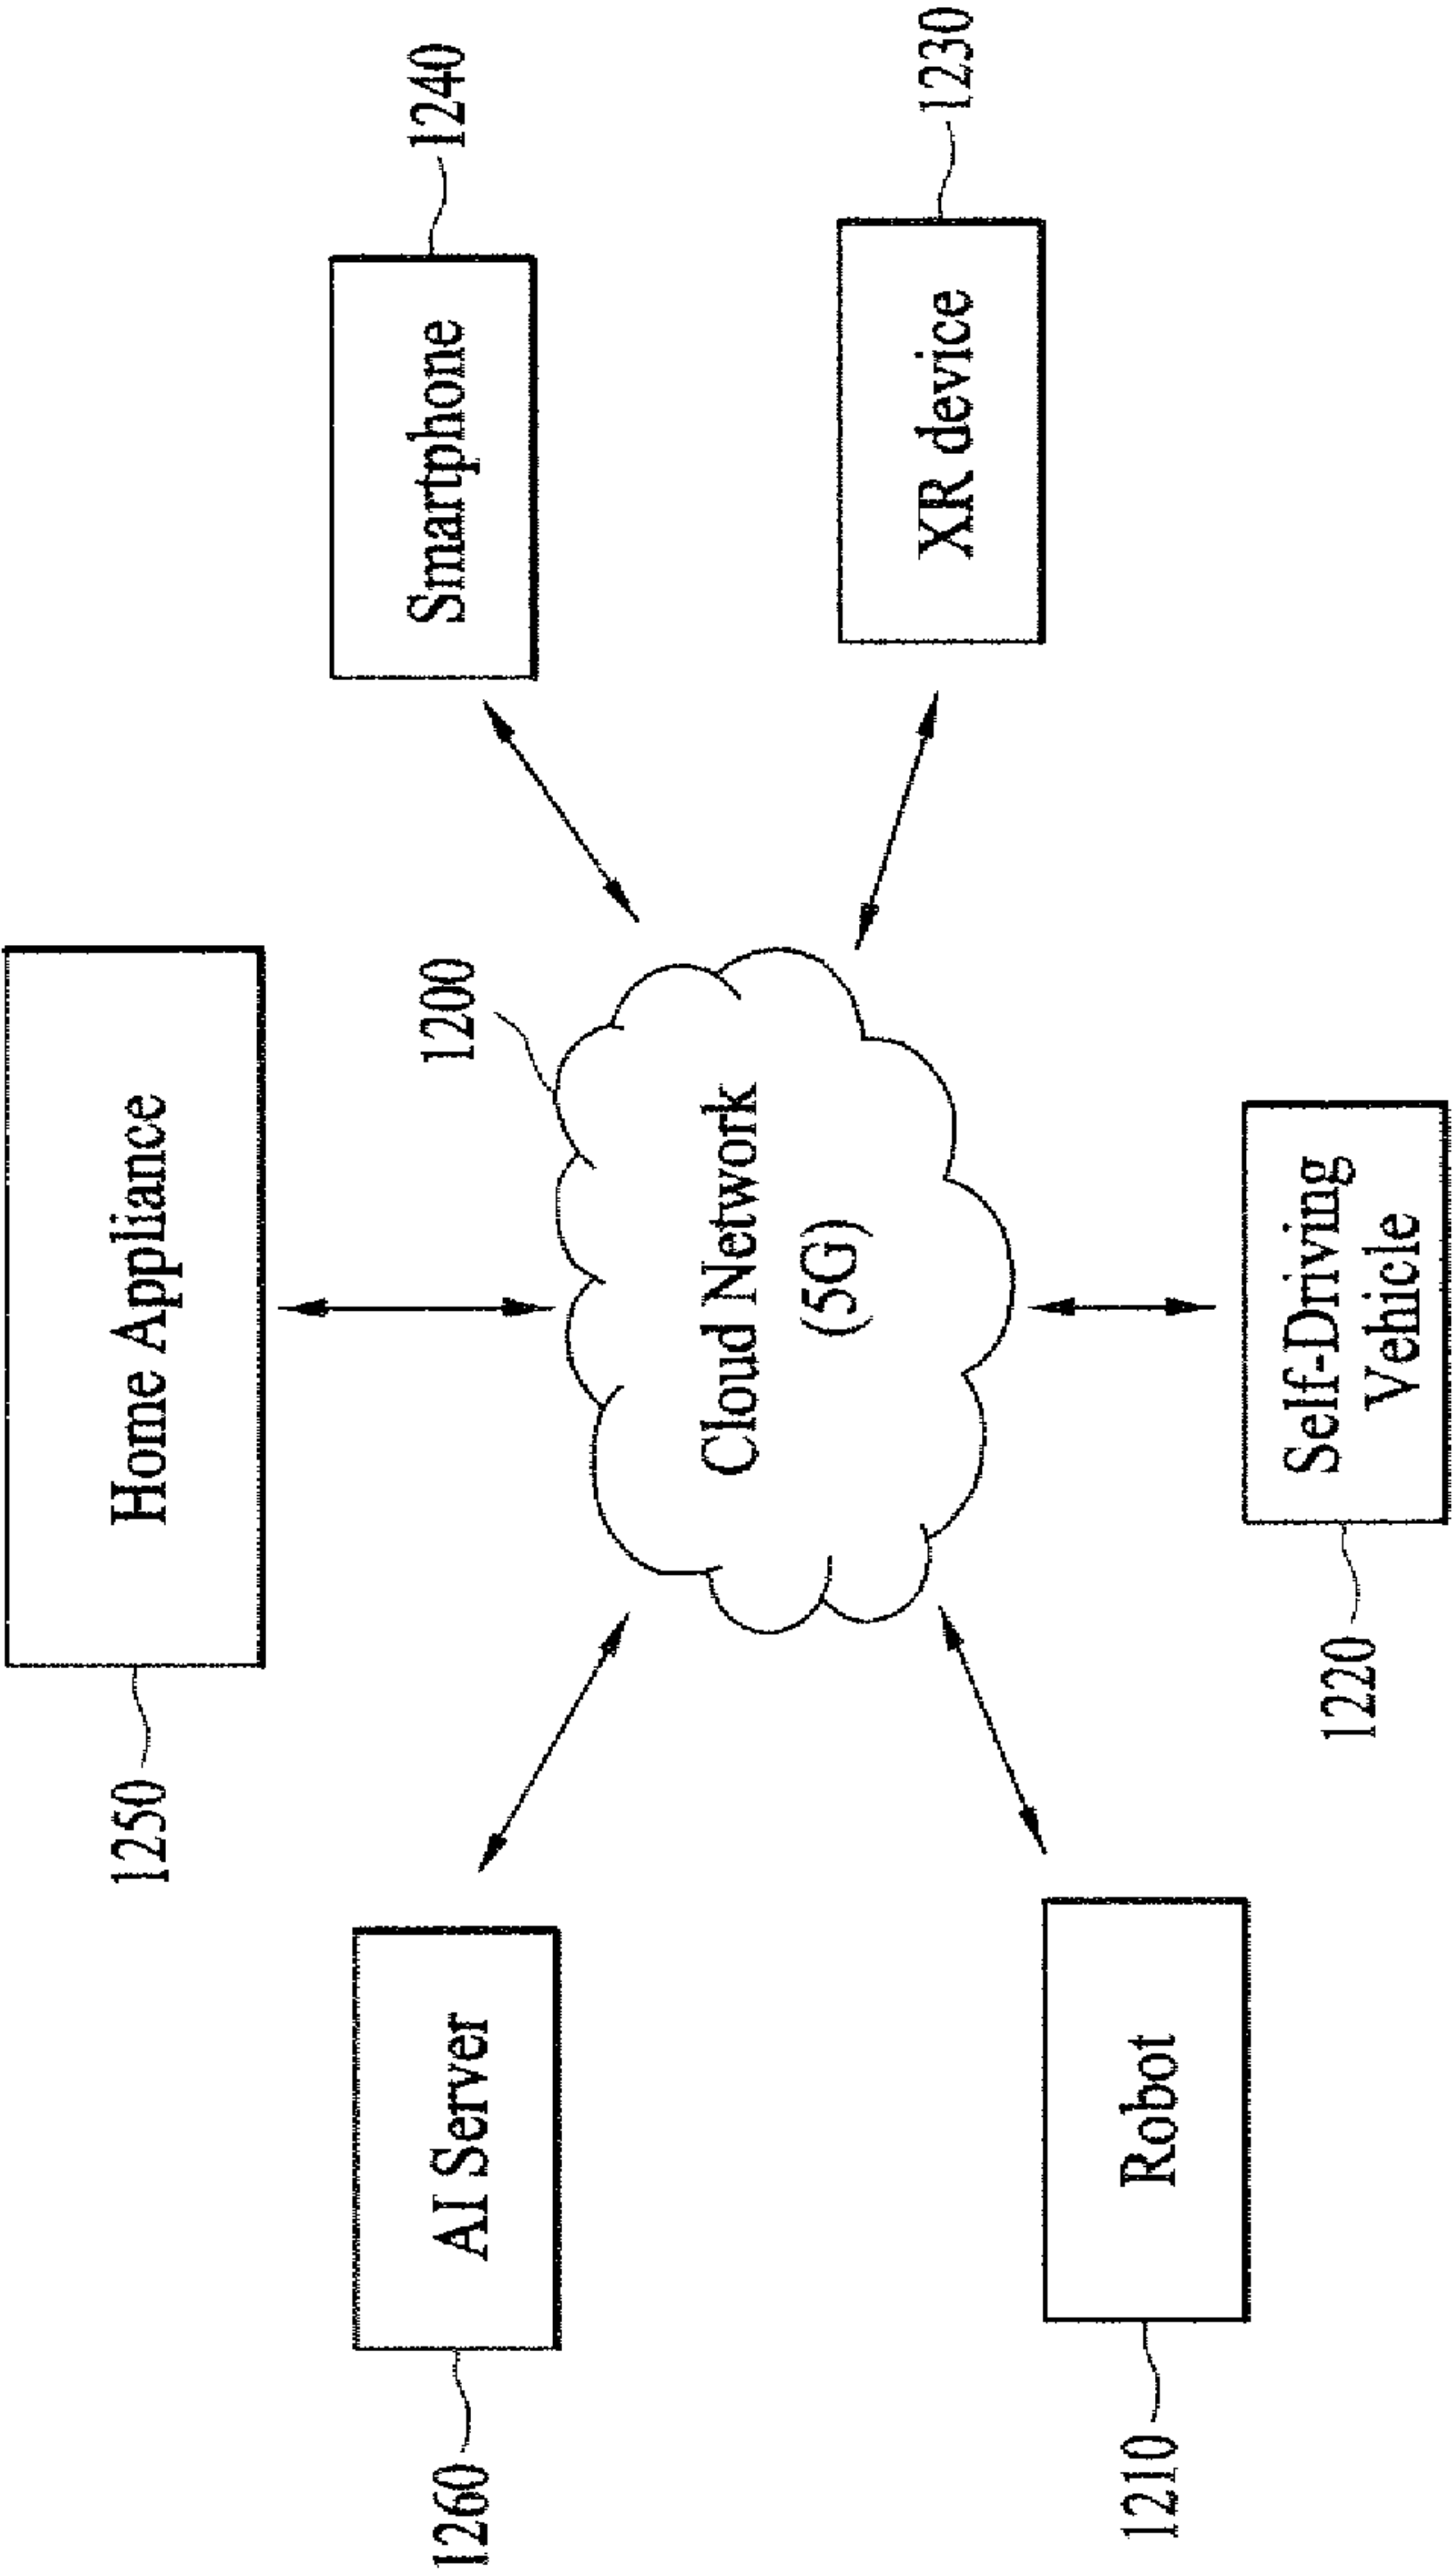 1250
Home Appliance
1200
1260
AI Server
Smartphone
1240
Cloud Network
(5G)
1210
Robot
XR device
1230
1220
Self-Driving
Vehicle